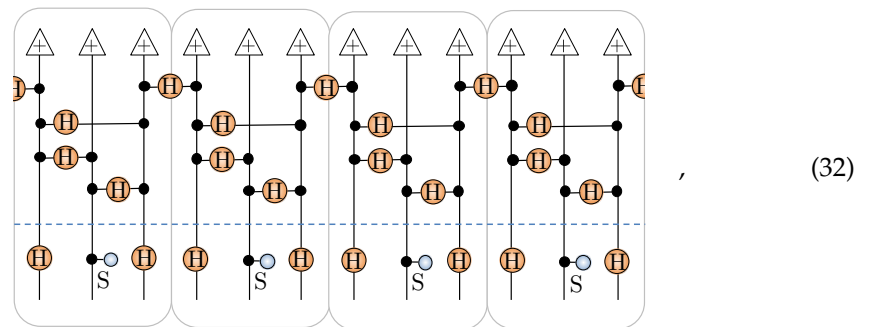 + + + + + + + + + + + +
H H H
H H H H
H H H H
, (32)
H H H H
H H H H H H H H
S S S S